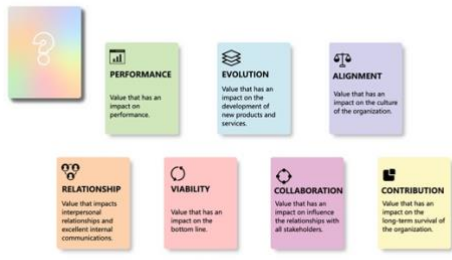 ?
PERFORMANCE
Value that has an
impact on
performance.
EVOLUTION
Value that has an
impact on the
development of
new products and
services.
ALIGNMENT
Value that has an
impact on the culture
of the organization.
RELATIONSHIP
Value that impacts
interpersonal
relationships and
excellent internal
communications.
VIABILITY
Value that has an
impact on the
bottom line.
COLLABORATION
Value that has an
impact on influence
the relationships with
all stakeholders.
CONTRIBUTION
Value that has an
impact on the
long-term survival of
the organization.